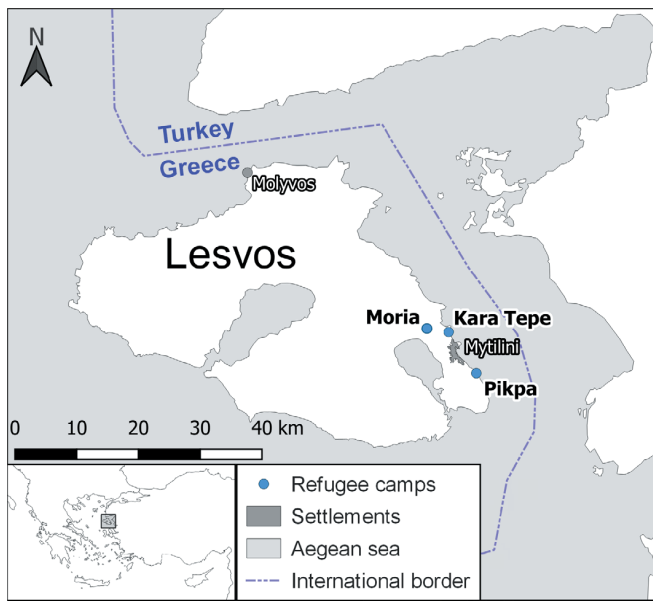 N
Turkey
Greece
Molyvos
Lesvos
Moria
Kara Tepe
Mytilini
Pikpa
0 10 20 30 40 km
Refugee camps
Settlements
Aegean sea
International border